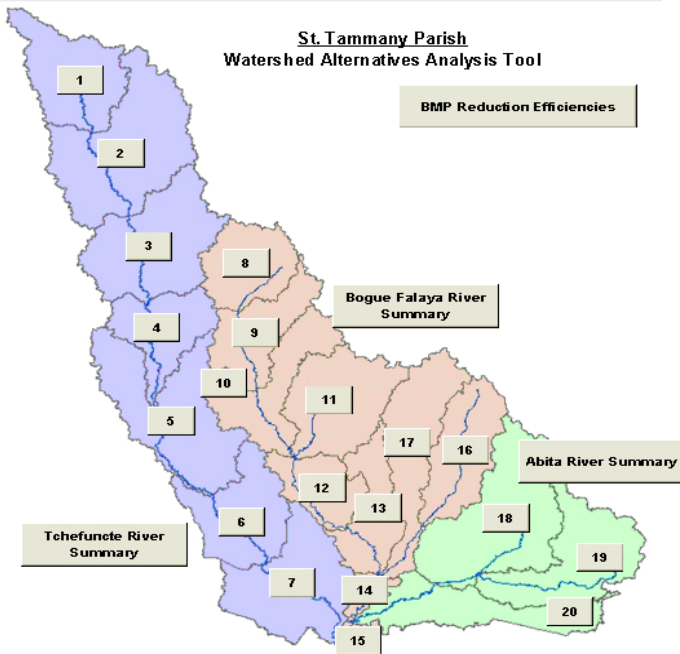 St. Tammany Parish
Watershed Alternatives Analysis Tool
BMP Reduction Efficiencies
1
2
3
8
Bogue Falaya River
Summary
4
9
10
11
5
17
16
Abita River Summary
12
13
18
6
Tchefuncte River
Summary
19
7
14
20
15